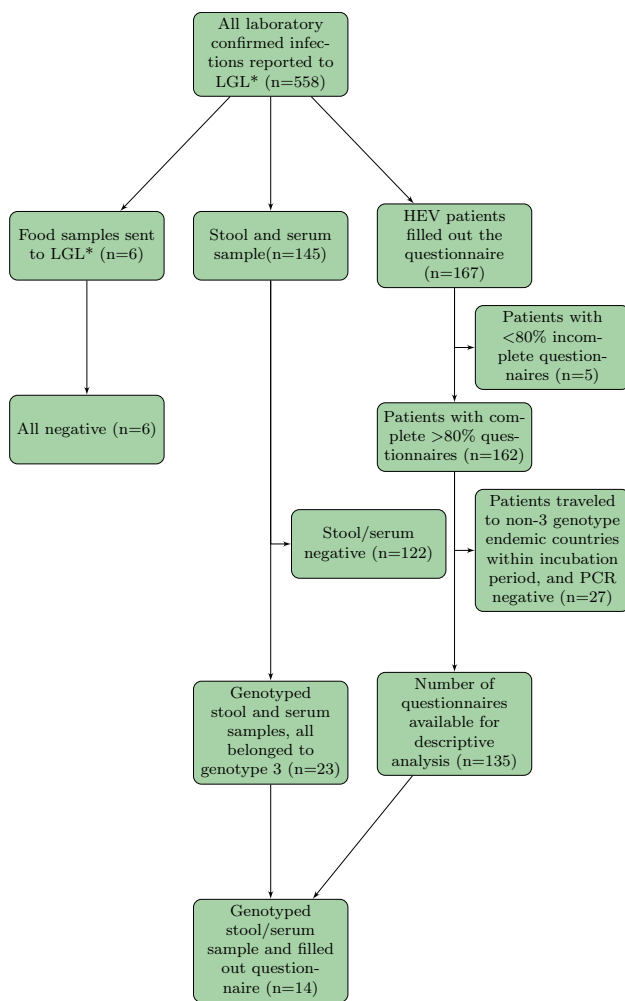 All laboratory
confirmed infec-
tions reported to
LGL* (n=558)
Food samples sent
to LGL* (n=6)
Stool and serum
sample(n=145)
HEV patients
filled out the
questionnaire
(n=167)
Patients with
<80% incom-
plete question-
naires (n=5)
All negative (n=6)
Patients with com-
plete >80% ques-
tionnaires (n=162)
Stool/serum
negative (n=122)
Patients traveled
to non-3 genotype
endemic countries
within incubation
period, and PCR
negative (n=27)
Genotyped
stool and serum
samples, all
belonged to
genotype 3 (n=23)
Number of
questionnaires
available for
descriptive
analysis (n=135)
Genotyped
stool/serum
sample and filled
out question-
naire (n=14)